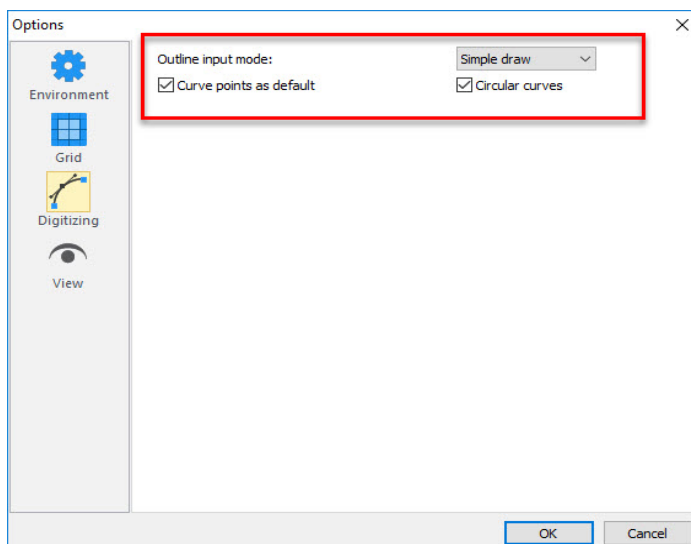 Options
Environment
Grid
Digitizing
View
Outline input mode: Simple draw
Curve points as default Circular curves
OK Cancel